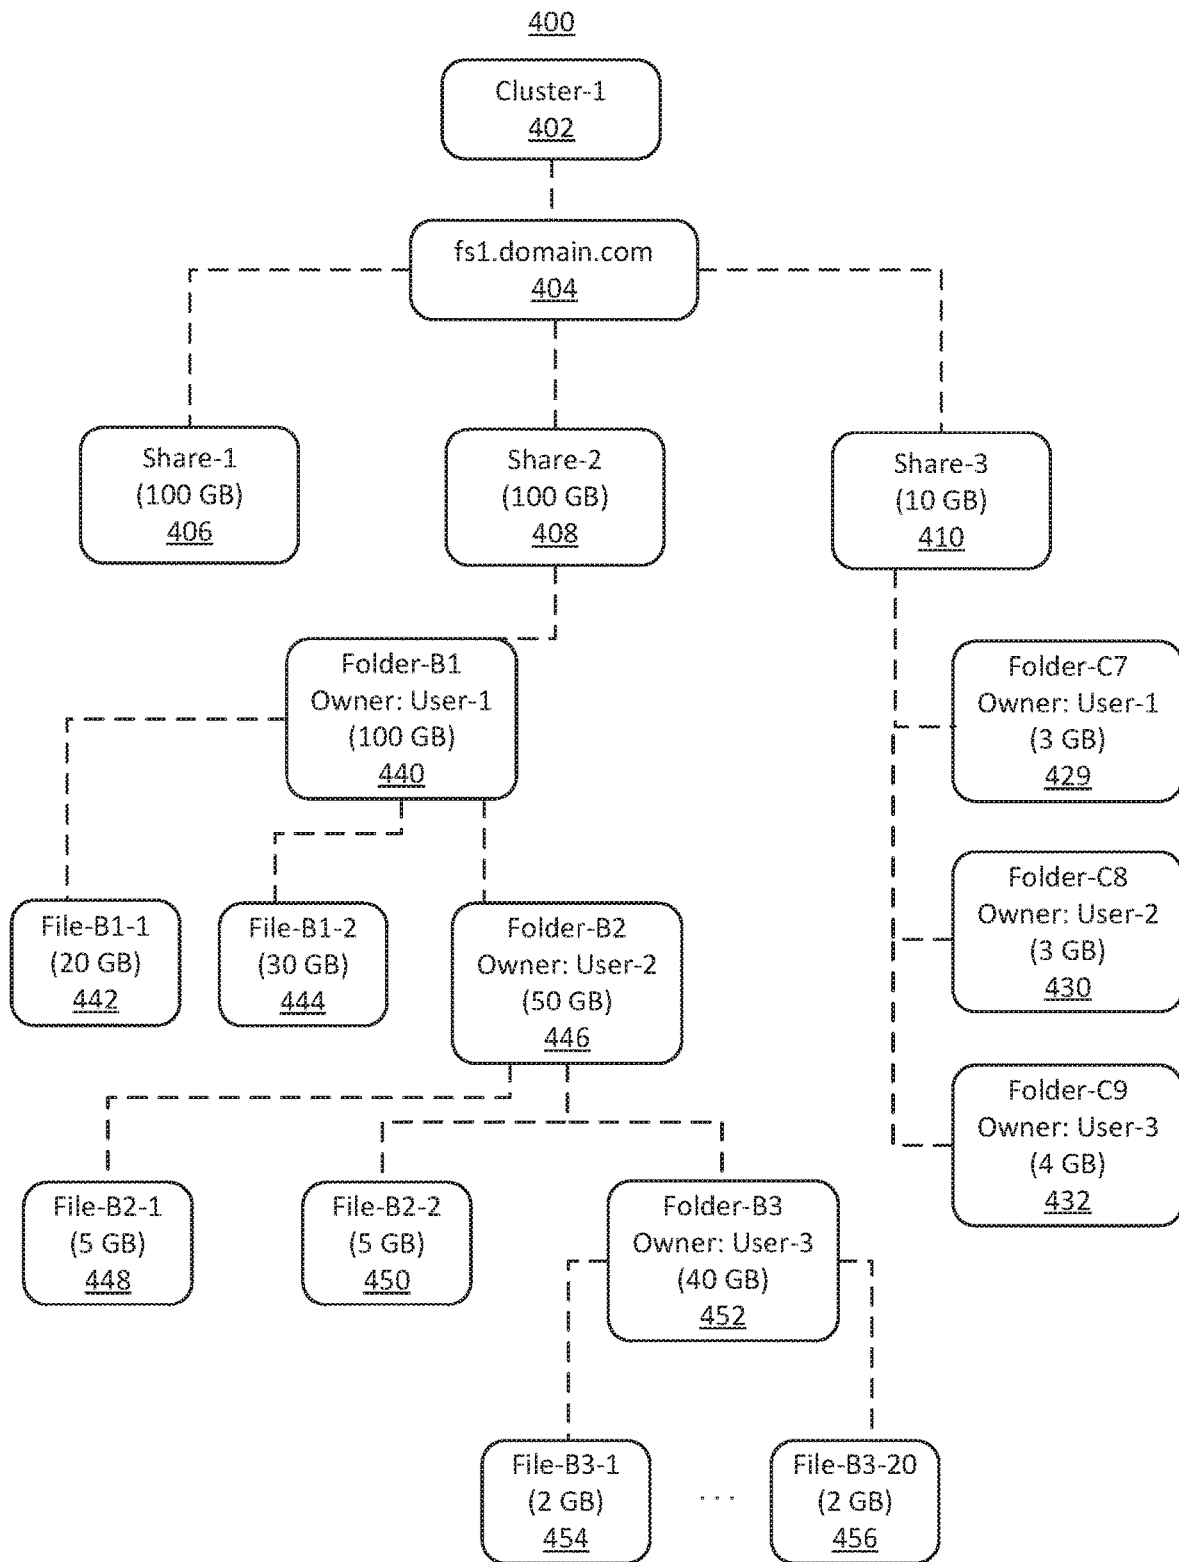 400
Cluster-1
402
fs1.domain.com
404
Share-1
(100 GB)
406
Share-2
(100 GB)
408
Share-3
(10 GB)
410
Folder-B1
Owner: User-1
(100 GB)
440
Folder-C7
Owner: User-1
(3 GB)
429
File-B1-1
(20 GB)
442
File-B1-2
(30 GB)
444
Folder-B2
Owner: User-2
(50 GB)
446
Folder-C8
Owner: User-2
(3 GB)
430
Folder-C9
Owner: User-3
(4 GB)
432
File-B2-1
(5 GB)
448
File-B2-2
(5 GB)
450
Folder-B3
Owner: User-3
(40 GB)
452
File-B3-1
(2 GB)
454
...
File-B3-20
(2 GB)
456